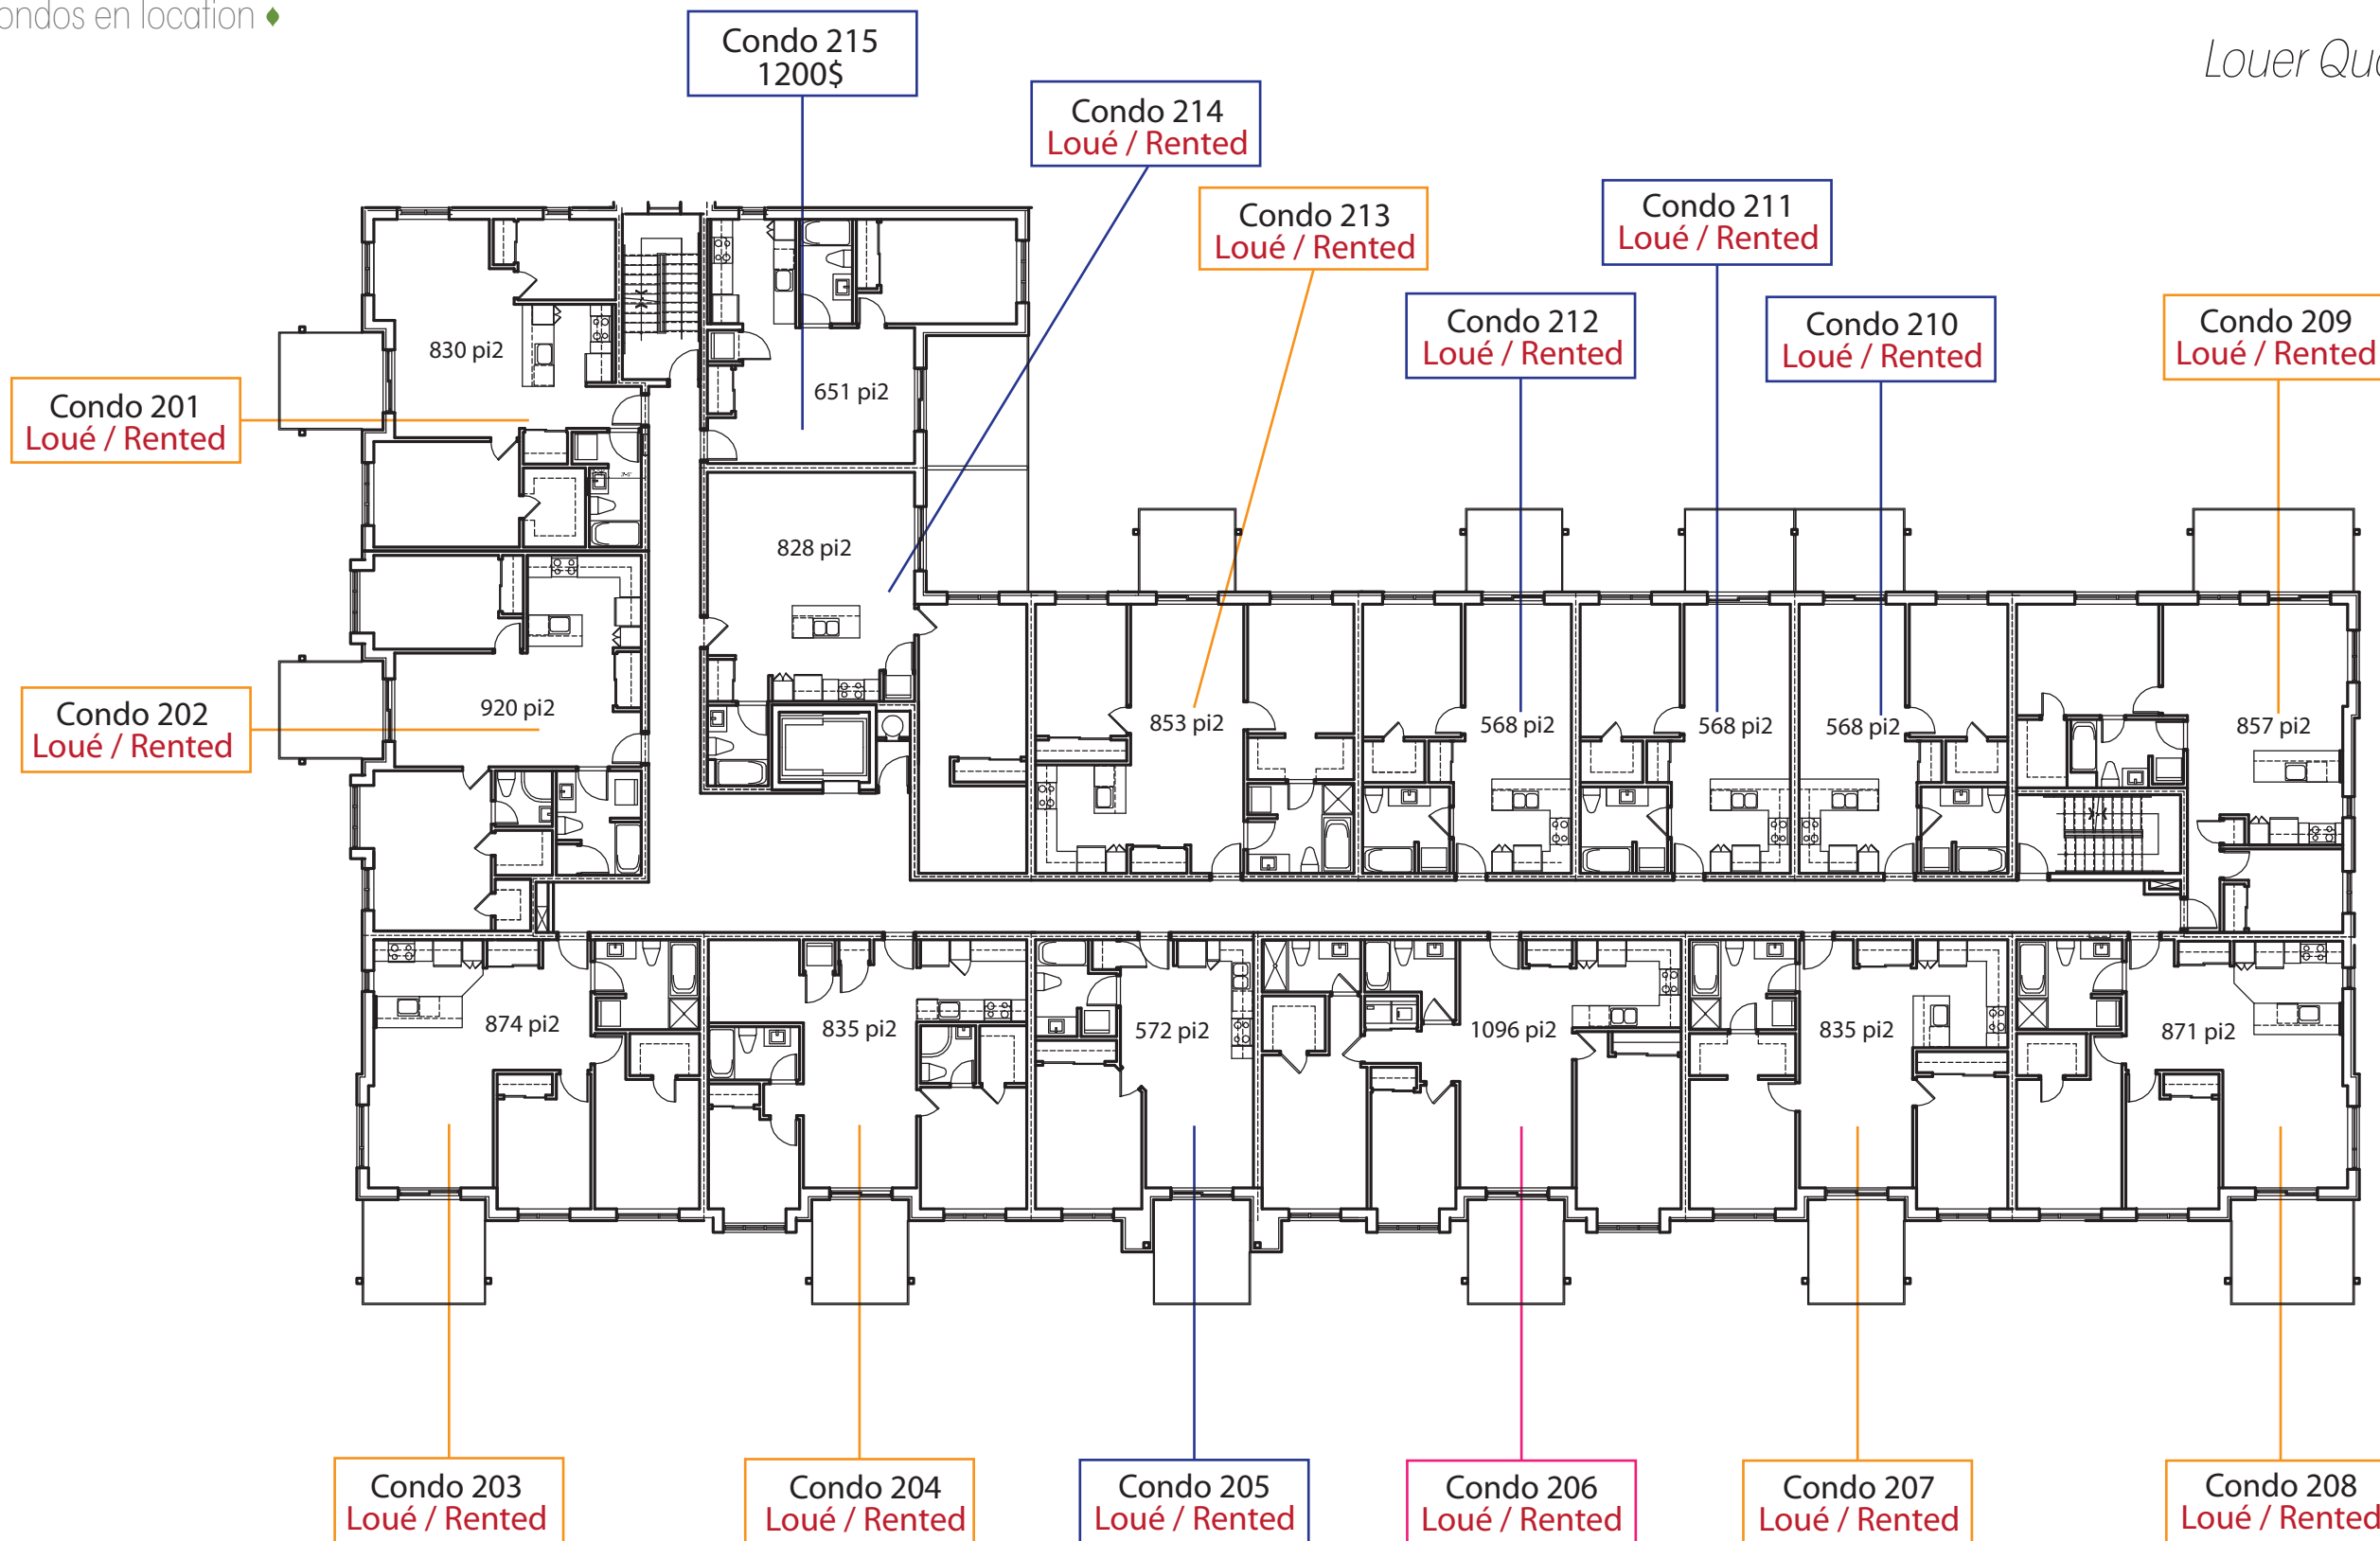 ondos en location
Louer Qu
Condo 215
1200$
Condo 214
Loué / Rented
Condo 213
Loué / Rented
Condo 211
Loué / Rented
Condo 212
Loué / Rented
Condo 210
Loué / Rented
Condo 209
Loué / Rented
Condo 201
Loué / Rented
Condo 202
Loué / Rented
830 pi2
651 pi2
828 pi2
920 pi2
853 pi2
568 pi2
568 pi2
568 pi2
857 pi2
874 pi2
835 pi2
572 pi2
1096 pi2
835 pi2
871 pi2
Condo 203
Loué / Rented
Condo 204
Loué / Rented
Condo 205
Loué / Rented
Condo 206
Loué / Rented
Condo 207
Loué / Rented
Condo 208
Loué / Rented